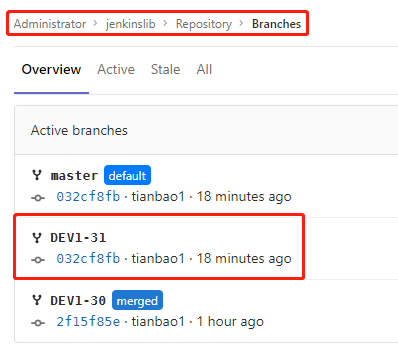 Administrator > jenkinslib > Repository > Branches
Overview Active Stale All
Active branches
master default
032cf8fb · tianbao1 · 18 minutes ago
DEV1-31
032cf8fb · tianbao1 · 18 minutes ago
DEV1-30 merged
2f15f85e · tianbao1 · 1 hour ago